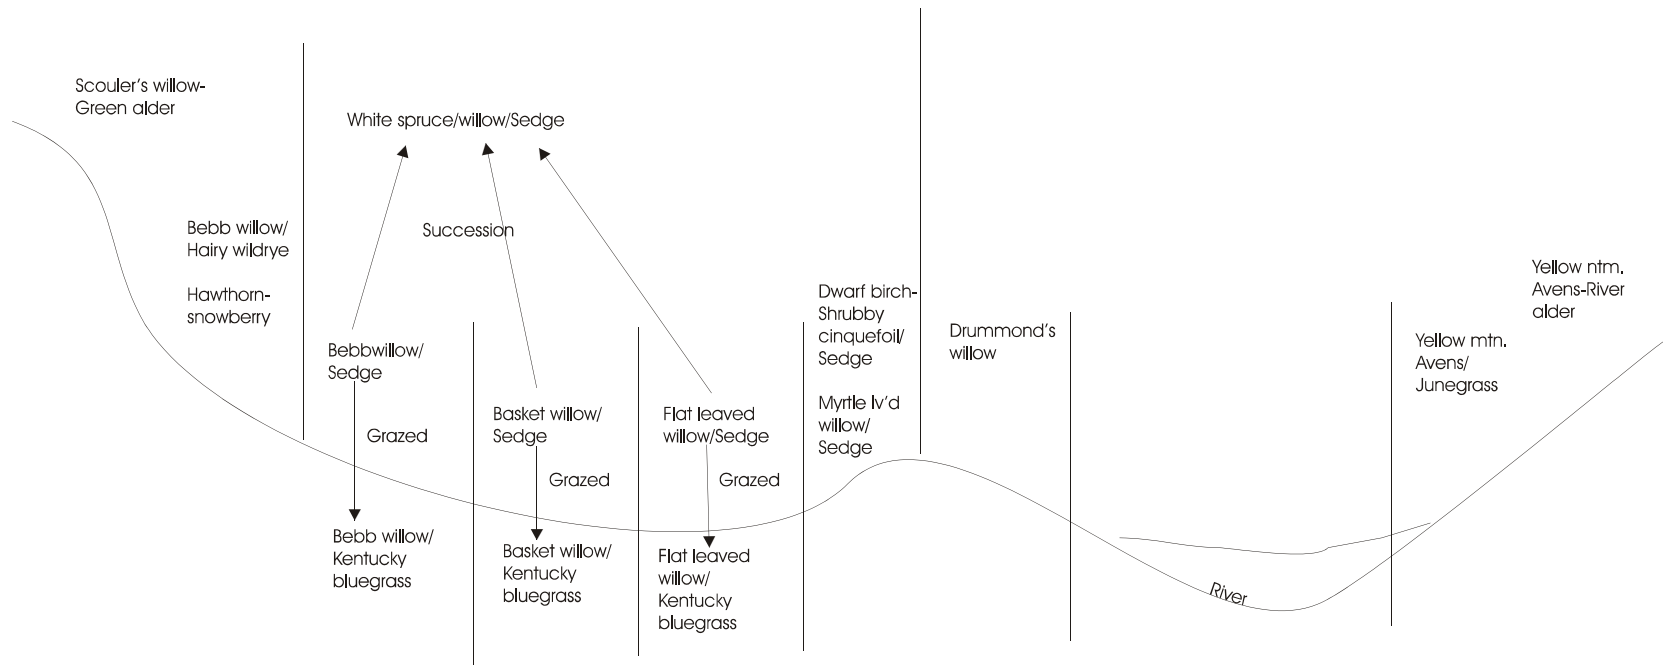 Scouler's willow-
Green alder
White spruce/willow/Sedge
Bebb willow/
Hairy wildrye
Hawthorn-
snowberry
Succession
Bebbwillow/
Sedge
Grazed
Bebb willow/
Kentucky
bluegrass
Basket willow/
Sedge
Grazed
Basket willow/
Kentucky
bluegrass
Flat leaved
willow/Sedge
Grazed
Flat leaved
willow/
Kentucky
bluegrass
Dwarf birch-
Shrubby
cinquefoil/
Sedge
Myrtle lv'd
willow/
Sedge
Drummond's
willow
River
Yellow mtn.
Avens/
Junegrass
Yellow ntm.
Avens-River
alder